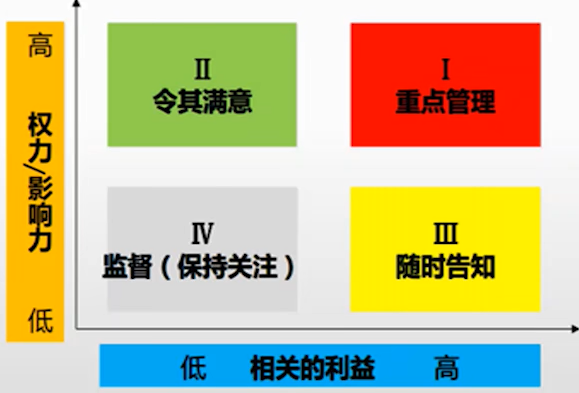 高
权力/影响力
低
Ⅱ
令其满意
Ⅰ
重点管理
Ⅳ
监督（保持关注）
Ⅲ
随时告知
低 相关的利益 高